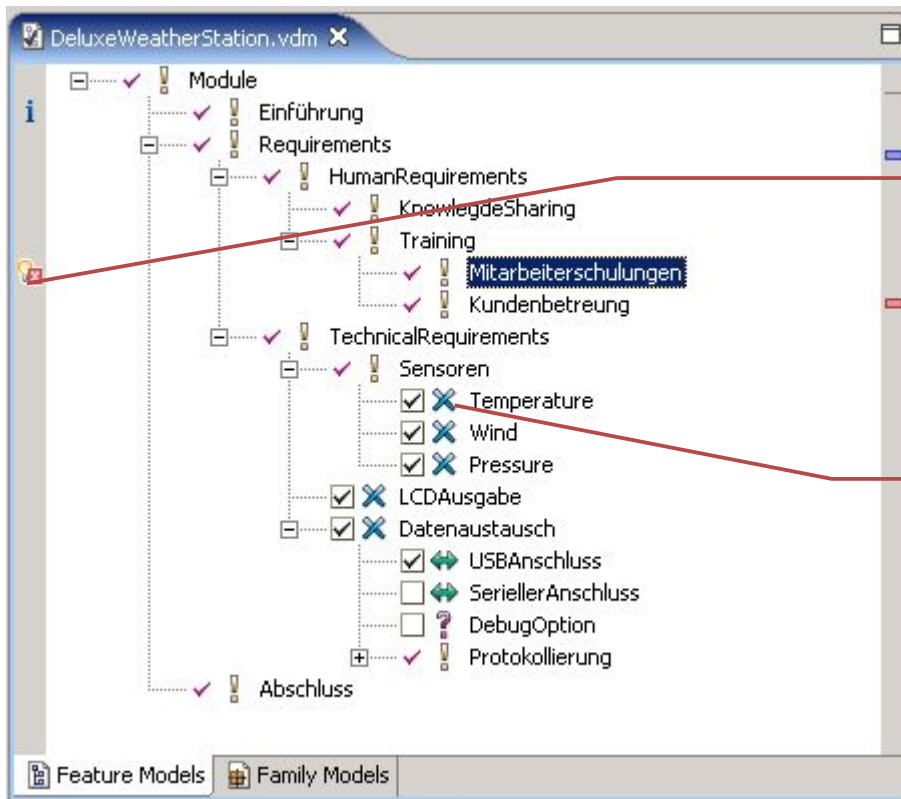 DeluxeWeatherStation.vdm
Module
Einführung
Requirements
HumanRequirements
KnowlegdeSharing
Training
Mitarbeiterschulungen
Kundenbetreung
TechnicalRequirements
Sensoren
Temperature
Wind
Pressure
LCDAusgabe
Datenaustausch
USBAnschluss
SeriellerAnschluss
DebugOption
Protokollierung
Abschluss
Feature Models Family Models